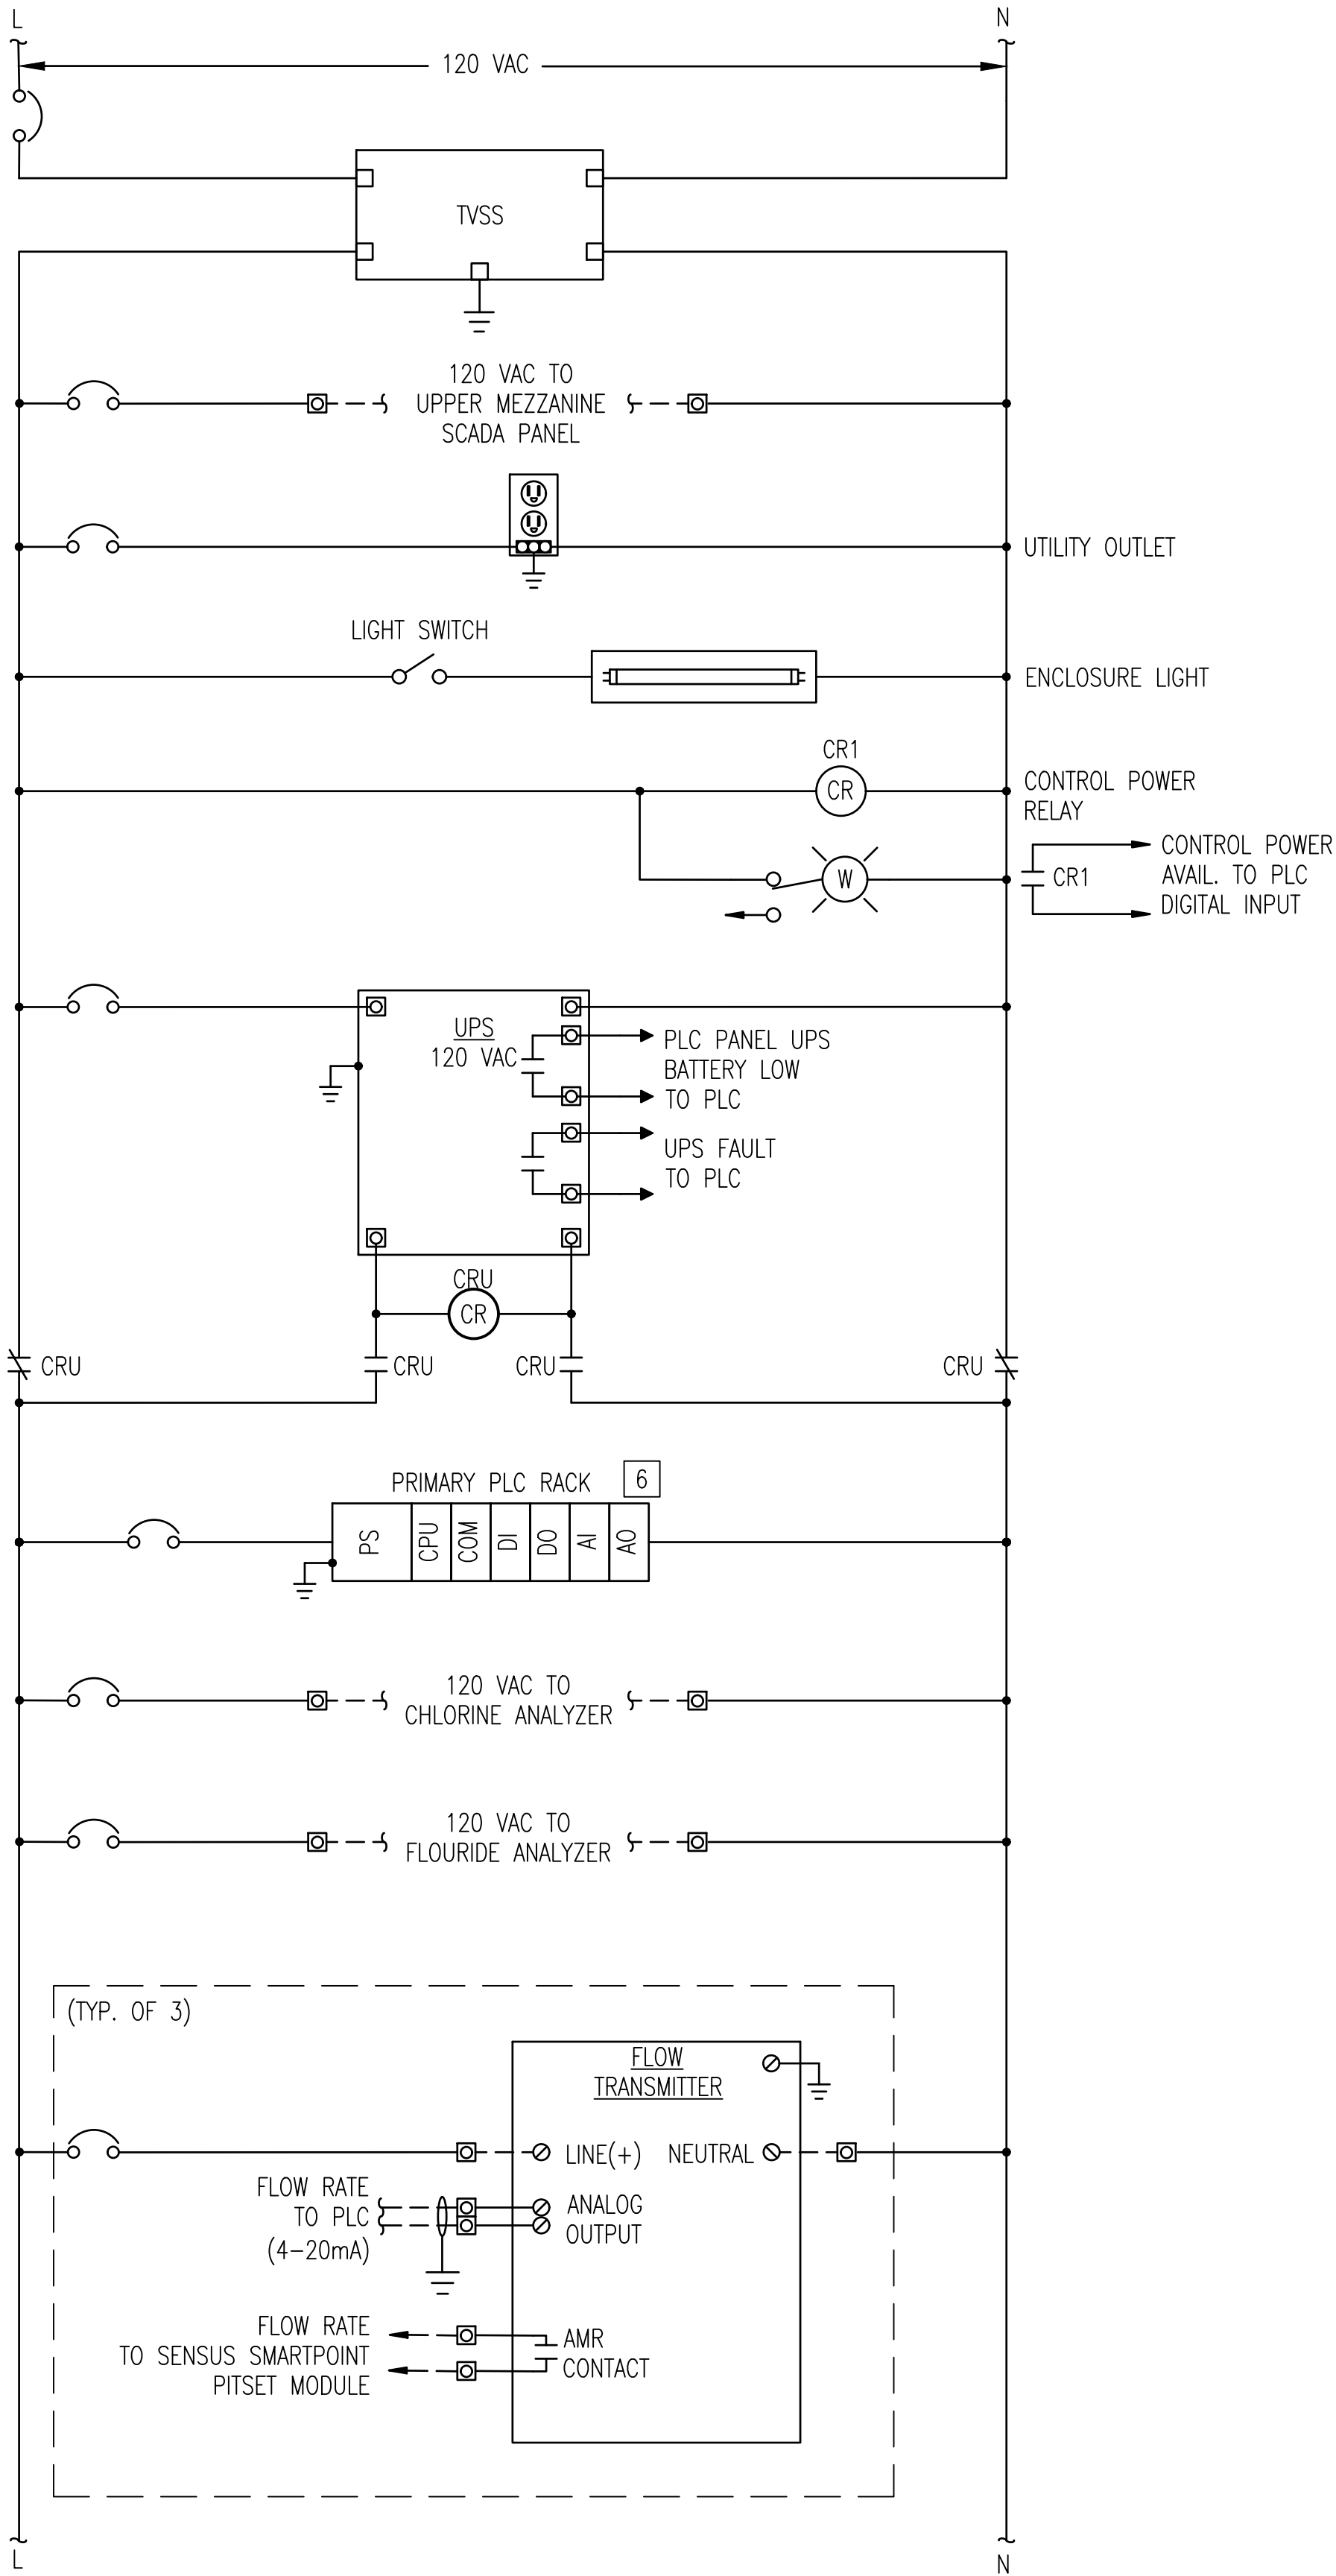 L
N
120 VAC
TVSS
120 VAC TO
UPPER MEZZANINE
SCADA PANEL
UTILITY OUTLET
LIGHT SWITCH
ENCLOSURE LIGHT
CR1
CR
CONTROL POWER
RELAY
W
CR1
CONTROL POWER
AVAIL. TO PLC
DIGITAL INPUT
UPS
120 VAC
PLC PANEL UPS
BATTERY LOW
TO PLC
UPS FAULT
TO PLC
CRU
CR
CRU
CRU
CRU
CRU
PRIMARY PLC RACK
6
PS
CPU
COM
DI
DO
AI
AO
120 VAC TO
CHLORINE ANALYZER
120 VAC TO
FLOURIDE ANALYZER
(TYP. OF 3)
FLOW
TRANSMITTER
LINE(+)
NEUTRAL
FLOW RATE
TO PLC
(4-20mA)
ANALOG
OUTPUT
FLOW RATE
TO SENSUS SMARTPOINT
PITSET MODULE
AMR
CONTACT
L
N